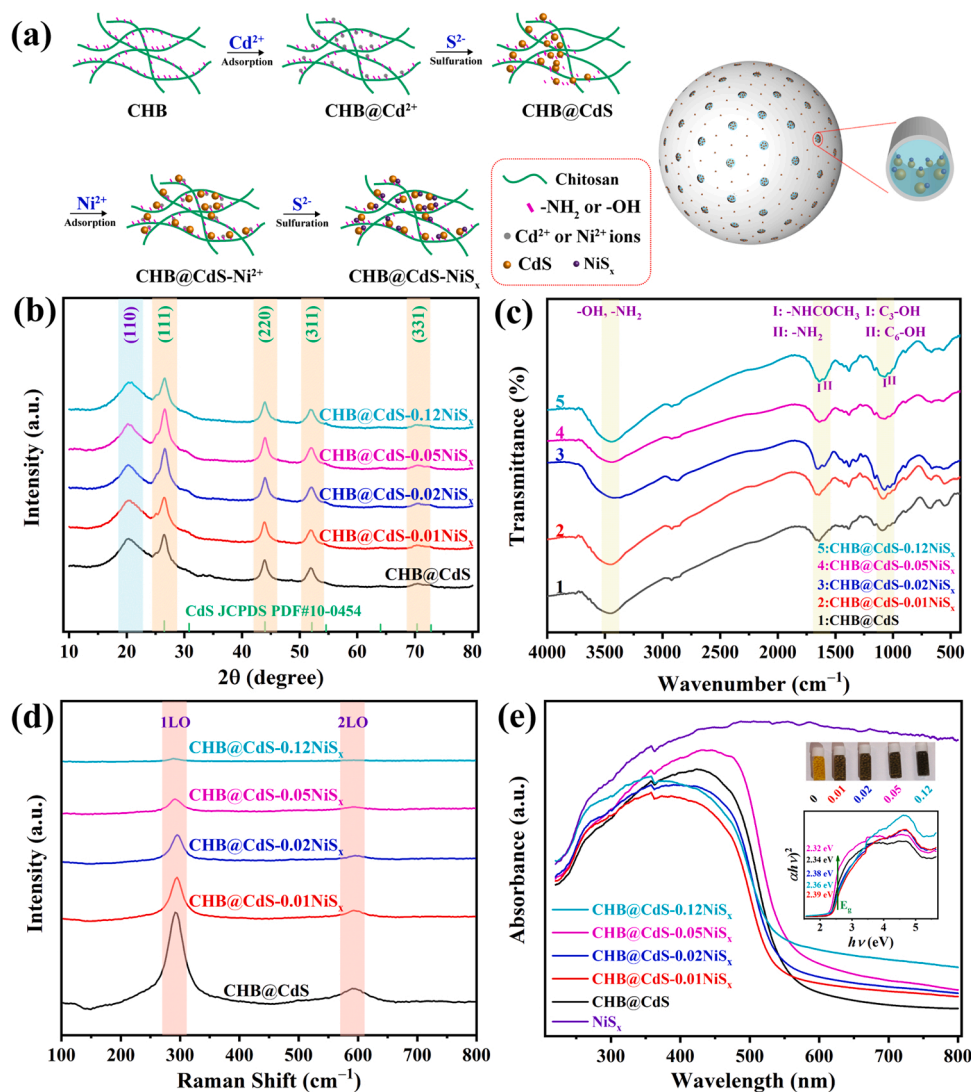 (a)
Cd²⁺
Adsorption
S²⁻
Sulfuration
CHB
CHB@Cd²⁺
CHB@CdS
Ni²⁺
Adsorption
S²⁻
Sulfuration
CHB@CdS-Ni²⁺
CHB@CdS-NiSₓ
Chitosan
-NH₂ or -OH
Cd²⁺ or Ni²⁺ ions
CdS NiSₓ
(b)
(110) (111) (220) (311) (331)
CHB@CdS-0.12NiSₓ
CHB@CdS-0.05NiSₓ
CHB@CdS-0.02NiSₓ
CHB@CdS-0.01NiSₓ
CHB@CdS
CdS JCPDS PDF#10-0454
Intensity (a.u.)
10 20 30 40 50 60 70 80
2θ (degree)
(c)
-OH, -NH₂
I: -NHCOCH₃ I: C₃-OH
II: -NH₂ II: C₆-OH
I II I II
5
4
3
2
1
5:CHB@CdS-0.12NiSₓ
4:CHB@CdS-0.05NiSₓ
3:CHB@CdS-0.02NiSₓ
2:CHB@CdS-0.01NiSₓ
1:CHB@CdS
Transmittance (%)
4000 3500 3000 2500 2000 1500 1000 500
Wavenumber (cm⁻¹)
(d)
1LO 2LO
CHB@CdS-0.12NiSₓ
CHB@CdS-0.05NiSₓ
CHB@CdS-0.02NiSₓ
CHB@CdS-0.01NiSₓ
CHB@CdS
Intensity (a.u.)
100 200 300 400 500 600 700 800
Raman Shift (cm⁻¹)
(e)
0 0.01 0.02 0.05 0.12
2.32 eV
2.34 eV
2.38 eV
2.36 eV
2.39 eV
E_g
(αhν)²
2 3 4 5
hν (eV)
CHB@CdS-0.12NiSₓ
CHB@CdS-0.05NiSₓ
CHB@CdS-0.02NiSₓ
CHB@CdS-0.01NiSₓ
CHB@CdS
NiSₓ
Absorbance (a.u.)
300 400 500 600 700 800
Wavelength (nm)